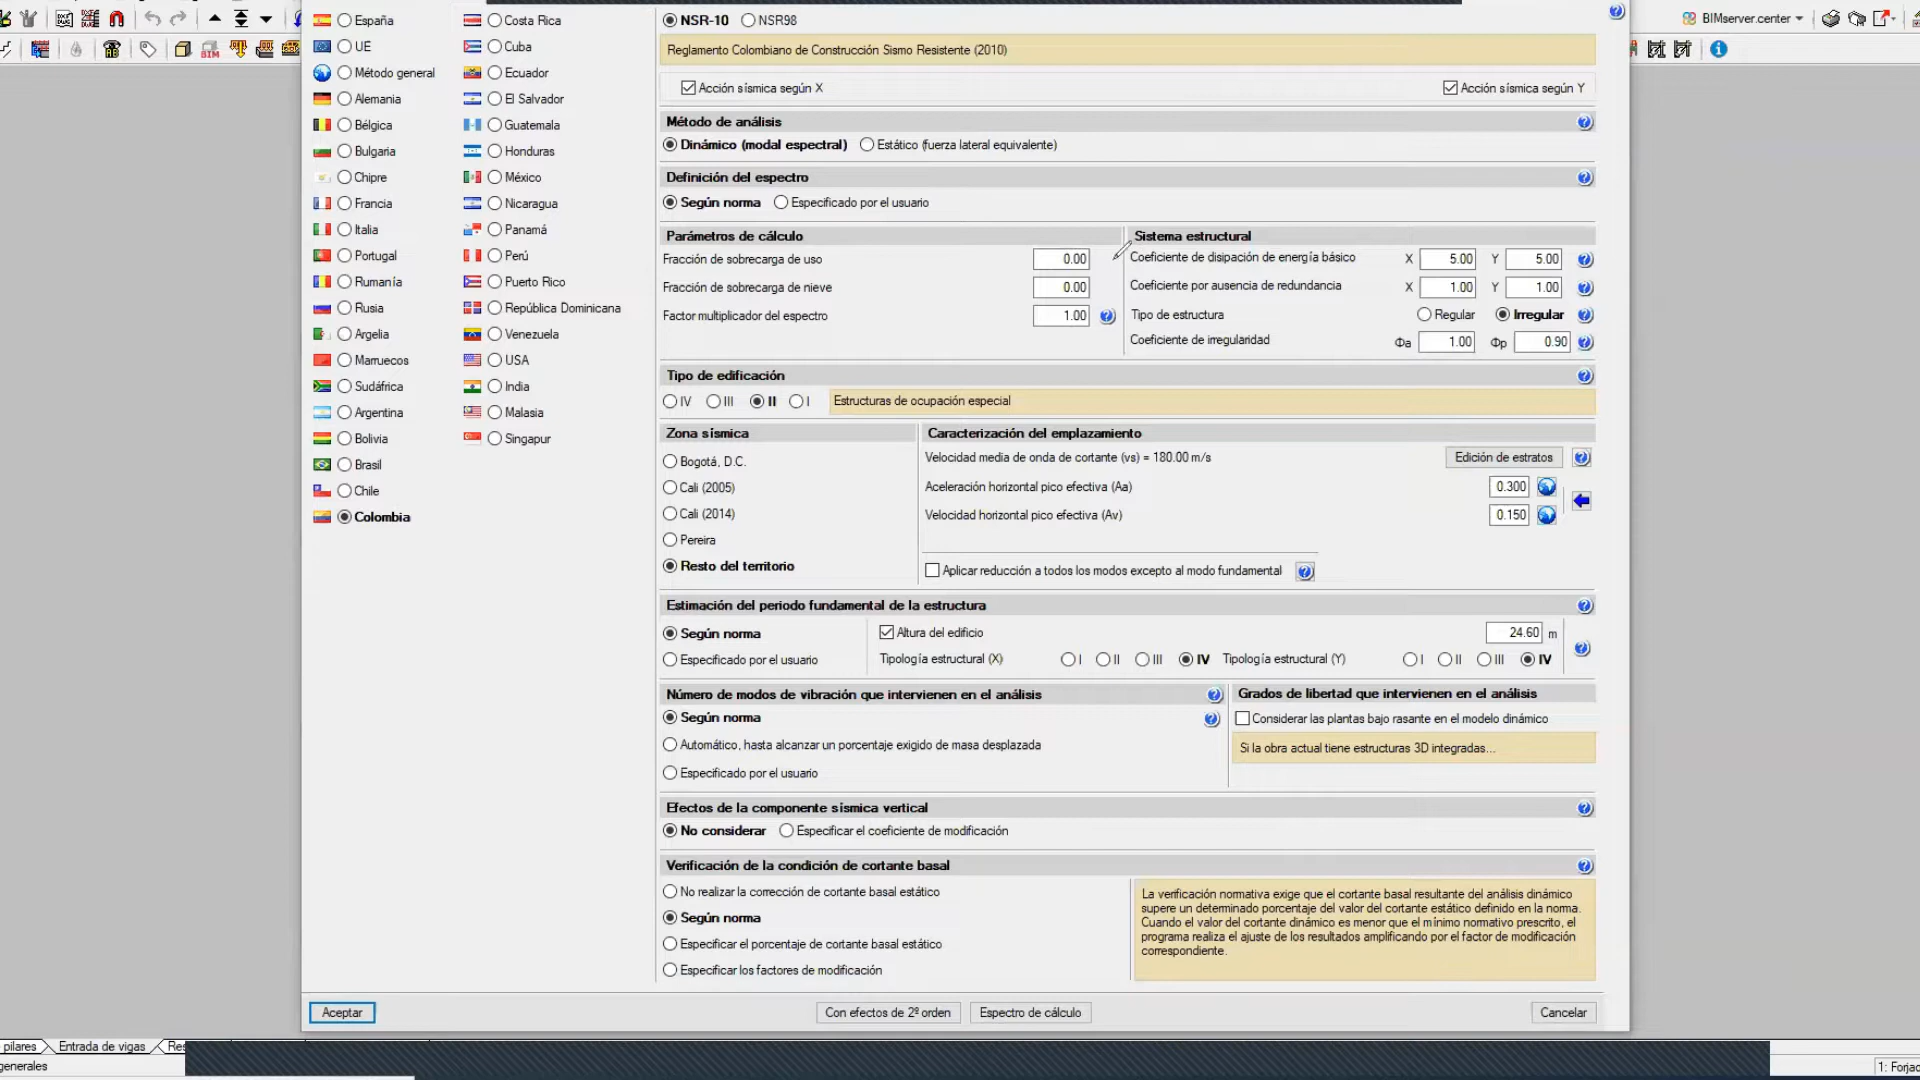 BIMserver.center
España
UE
Método general
Alemania
Bélgica
Bulgaria
Chipre
Francia
Italia
Portugal
Rumanía
Rusia
Argelia
Marruecos
Sudáfrica
Argentina
Bolivia
Brasil
Chile
Colombia
Costa Rica
Cuba
Ecuador
El Salvador
Guatemala
Honduras
México
Nicaragua
Panamá
Perú
Puerto Rico
República Dominicana
Venezuela
USA
India
Malasia
Singapur
NSR-10 NSR98
Reglamento Colombiano de Construcción Sismo Resistente (2010)
Acción sísmica según X Acción sísmica según Y
Método de análisis
Dinámico (modal espectral) Estático (fuerza lateral equivalente)
Definición del espectro
Según norma Especificado por el usuario
Parámetros de cálculo
Fracción de sobrecarga de uso 0.00
Fracción de sobrecarga de nieve 0.00
Factor multiplicador del espectro 1.00
Sistema estructural
Coeficiente de disipación de energía básico X 5.00 Y 5.00
Coeficiente por ausencia de redundancia X 1.00 Y 1.00
Tipo de estructura Regular Irregular
Coeficiente de irregularidad Φa 1.00 Φp 0.90
Tipo de edificación
IV III II I Estructuras de ocupación especial
Zona sísmica
Bogotá, D.C.
Cali (2005)
Cali (2014)
Pereira
Resto del territorio
Caracterización del emplazamiento
Velocidad media de onda de cortante (vs) = 180.00 m/s Edición de estratos
Aceleración horizontal pico efectiva (Aa) 0.300
Velocidad horizontal pico efectiva (Av) 0.150
Aplicar reducción a todos los modos excepto al modo fundamental
Estimación del periodo fundamental de la estructura
Según norma
Especificado por el usuario
Altura del edificio 24.60 m
Tipología estructural (X) I II III IV Tipología estructural (Y) I II III IV
Número de modos de vibración que intervienen en el análisis
Según norma
Automático, hasta alcanzar un porcentaje exigido de masa desplazada
Especificado por el usuario
Grados de libertad que intervienen en el análisis
Considerar las plantas bajo rasante en el modelo dinámico
Si la obra actual tiene estructuras 3D integradas...
Efectos de la componente sísmica vertical
No considerar Especificar el coeficiente de modificación
Verificación de la condición de cortante basal
No realizar la corrección de cortante basal estático
Según norma
Especificar el porcentaje de cortante basal estático
Especificar los factores de modificación
La verificación normativa exige que el cortante basal resultante del análisis dinámico
supere un determinado porcentaje del valor del cortante estático definido en la norma.
Cuando el valor del cortante dinámico es menor que el mínimo normativo prescrito, el
programa realiza el ajuste de los resultados amplificando por el factor de modificación
correspondiente.
Aceptar Con efectos de 2º orden Espectro de cálculo Cancelar
pilares Entrada de vigas Res
generales 1: Forjad